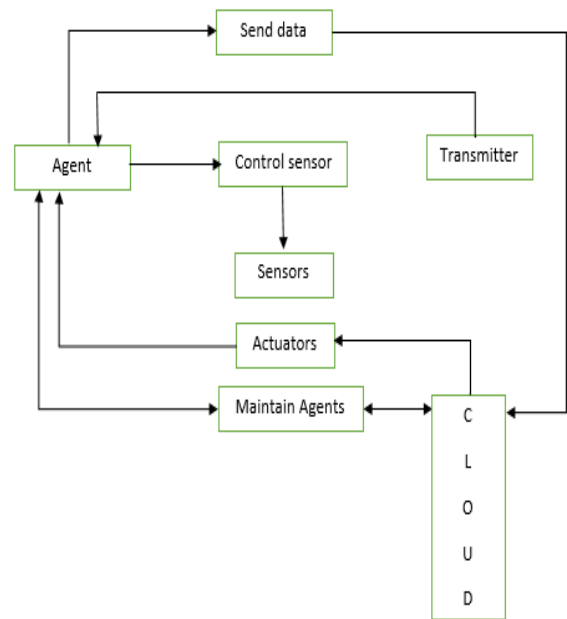 Send data
Agent
Control sensor
Transmitter
Sensors
Actuators
Maintain Agents
C
L
O
U
D